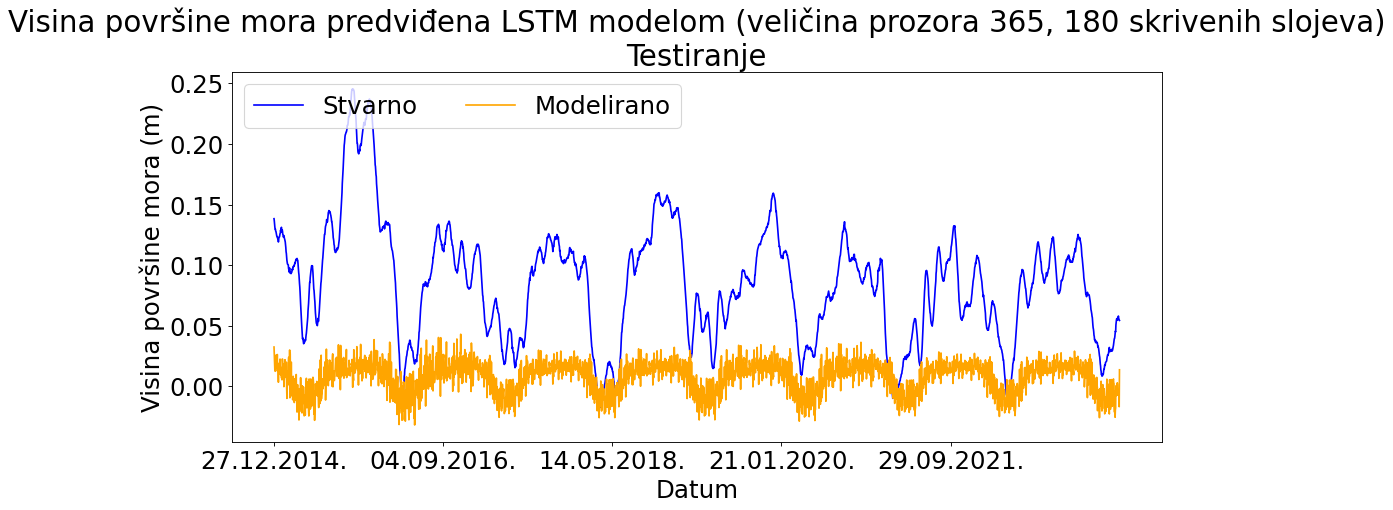 Visina površine mora predviđena LSTM modelom (veličina prozora 365, 180 skrivenih slojeva)
Testiranje
Stvarno Modelirano
Visina površine mora (m)
0.25
0.20
0.15
0.10
0.05
0.00
27.12.2014. 04.09.2016. 14.05.2018. 21.01.2020. 29.09.2021.
Datum